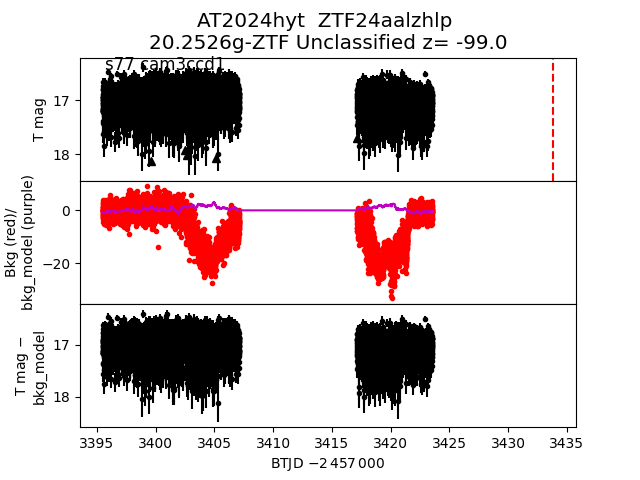 AT2024hyt  ZTF24aalzhlp
20.2526g-ZTF Unclassified z= -99.0
s77 cam3ccd1
T mag
17
18
Bkg (red)/
bkg_model (purple)
0
−20
T mag −
bkg_model
17
18
3395 3400 3405 3410 3415 3420 3425 3430 3435
BTJD −2 457 000